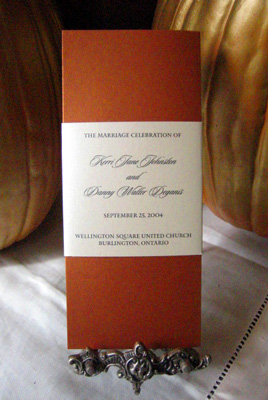 THE MARRIAGE CELEBRATION OF
Kerri Jane Johnston
and
Danny Walter Deganis
SEPTEMBER 25, 2004
WELLINGTON SQUARE UNITED CHURCH
BURLINGTON, ONTARIO